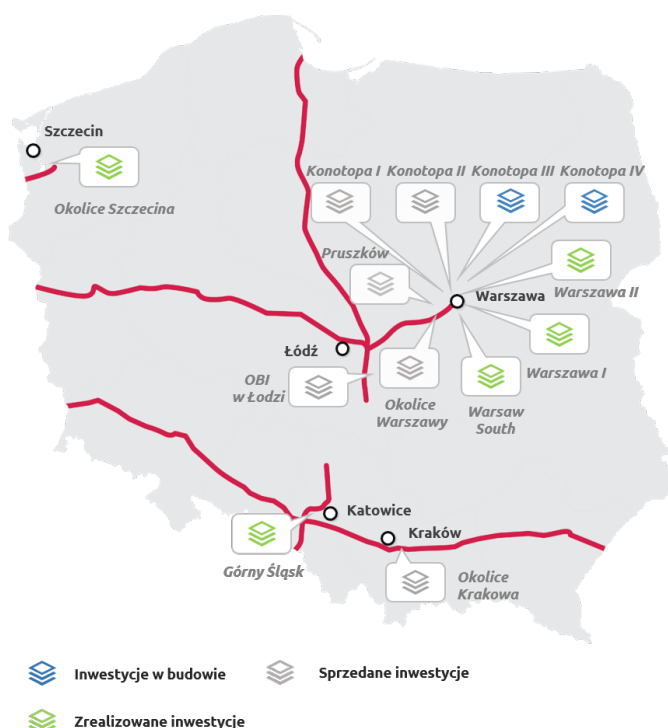 Szczecin
Okolice Szczecina
Konotopa I
Konotopa II
Konotopa III
Konotopa IV
Pruszków
Warszawa
Warszawa II
Łódź
OBI
w Łodzi
Okolice
Warszawy
Warsaw
South
Warszawa I
Katowice
Kraków
Górny Śląsk
Okolice
Krakowa
Inwestycje w budowie
Sprzedane inwestycje
Zrealizowane inwestycje